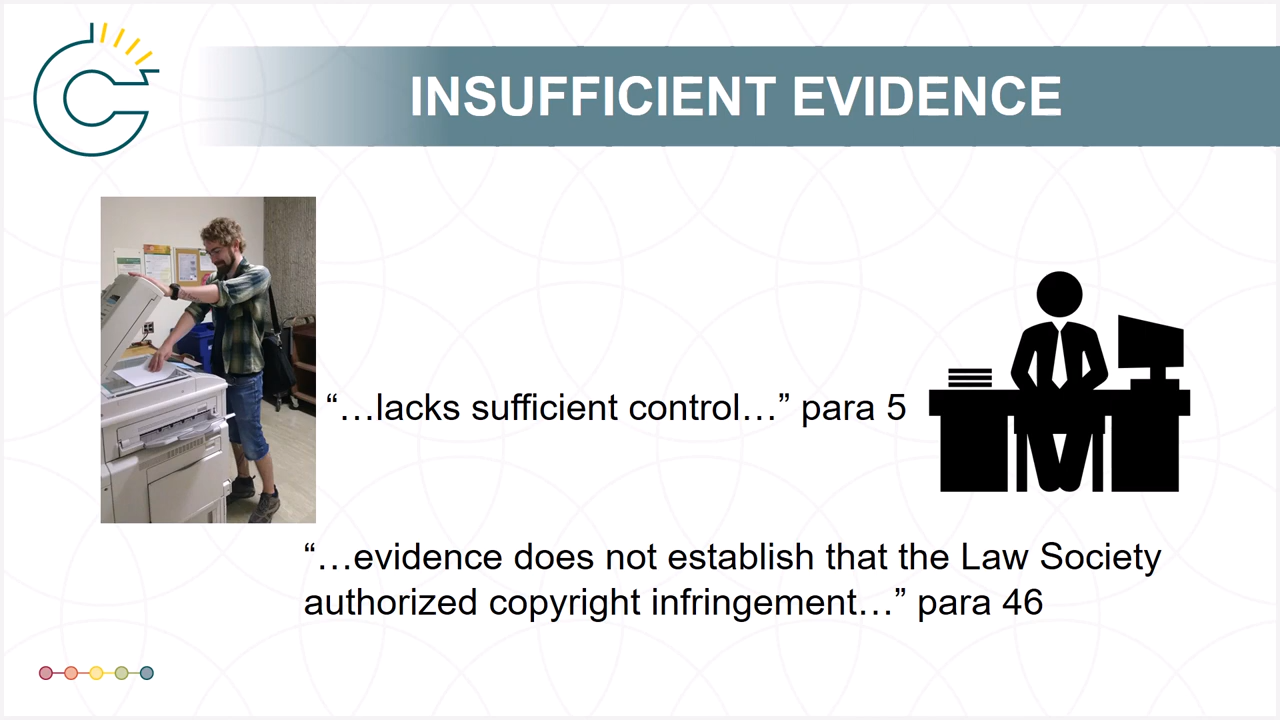 INSUFFICIENT EVIDENCE
“…lacks sufficient control…” para 5
“…evidence does not establish that the Law Society
authorized copyright infringement…” para 46